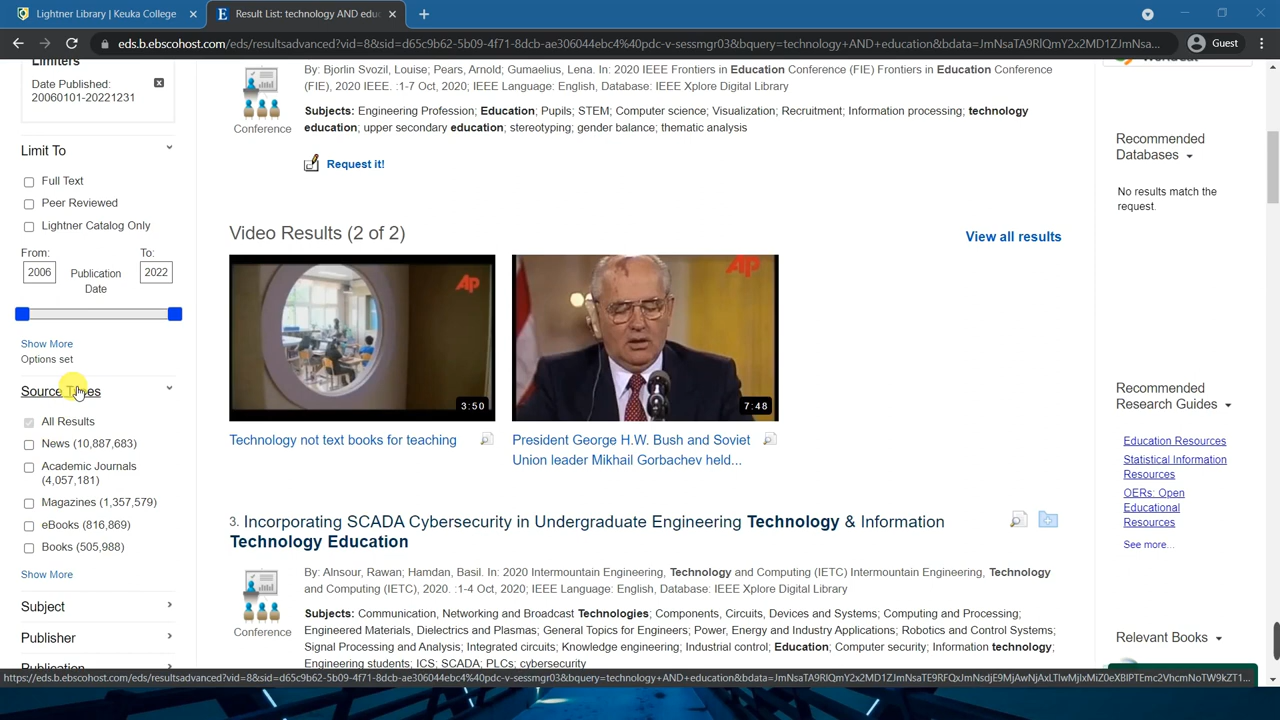 Lightner Library | Keuka College
Result List: technology AND edu
eds.b.ebscohost.com/eds/resultsadvanced?vid=8&sid=d65c9b62-5b09-4f71-8dcb-ae306044ebc4%40pdc-v-sessmgr03&bquery=technology+AND+education&bdata=JmNsaTA9RlQmY2x2MD1ZJmNsa...
Guest
Limiters
Date Published:
20060101-20221231
Limit To
Full Text
Peer Reviewed
Lightner Catalog Only
From:
To:
2006
Publication
Date
2022
Show More
Options set
Source Types
All Results
News (10,887,683)
Academic Journals
(4,057,181)
Magazines (1,357,579)
eBooks (816,869)
Books (505,988)
Show More
Subject
Publisher
Publication
By: Bjorlin Svozil, Louise; Pears, Arnold; Gumaelius, Lena. In: 2020 IEEE Frontiers in Education Conference (FIE) Frontiers in Education Conference
(FIE), 2020 IEEE. :1-7 Oct, 2020; IEEE Language: English, Database: IEEE Xplore Digital Library
Conference
Subjects: Engineering Profession; Education; Pupils; STEM; Computer science; Visualization; Recruitment; Information processing; technology
education; upper secondary education; stereotyping; gender balance; thematic analysis
Request it!
Video Results (2 of 2)
View all results
AP
3:50
AP
7:48
Technology not text books for teaching
President George H.W. Bush and Soviet
Union leader Mikhail Gorbachev held...
3. Incorporating SCADA Cybersecurity in Undergraduate Engineering Technology & Information
Technology Education
By: Alnsour, Rawan; Hamdan, Basil. In: 2020 Intermountain Engineering, Technology and Computing (IETC) Intermountain Engineering, Technology
and Computing (IETC), 2020. :1-4 Oct, 2020; IEEE Language: English, Database: IEEE Xplore Digital Library
Conference
Subjects: Communication, Networking and Broadcast Technologies; Components, Circuits, Devices and Systems; Computing and Processing;
Engineered Materials, Dielectrics and Plasmas; General Topics for Engineers; Power, Energy and Industry Applications; Robotics and Control Systems;
Signal Processing and Analysis; Integrated circuits; Knowledge engineering; Industrial control; Education; Computer security; Information technology;
Engineering students; ICS; SCADA; PLCs; cybersecurity
WorldCat
Recommended
Databases
No results match the
request.
Recommended
Research Guides
Education Resources
Statistical Information
Resources
OERs: Open
Educational
Resources
See more...
Relevant Books